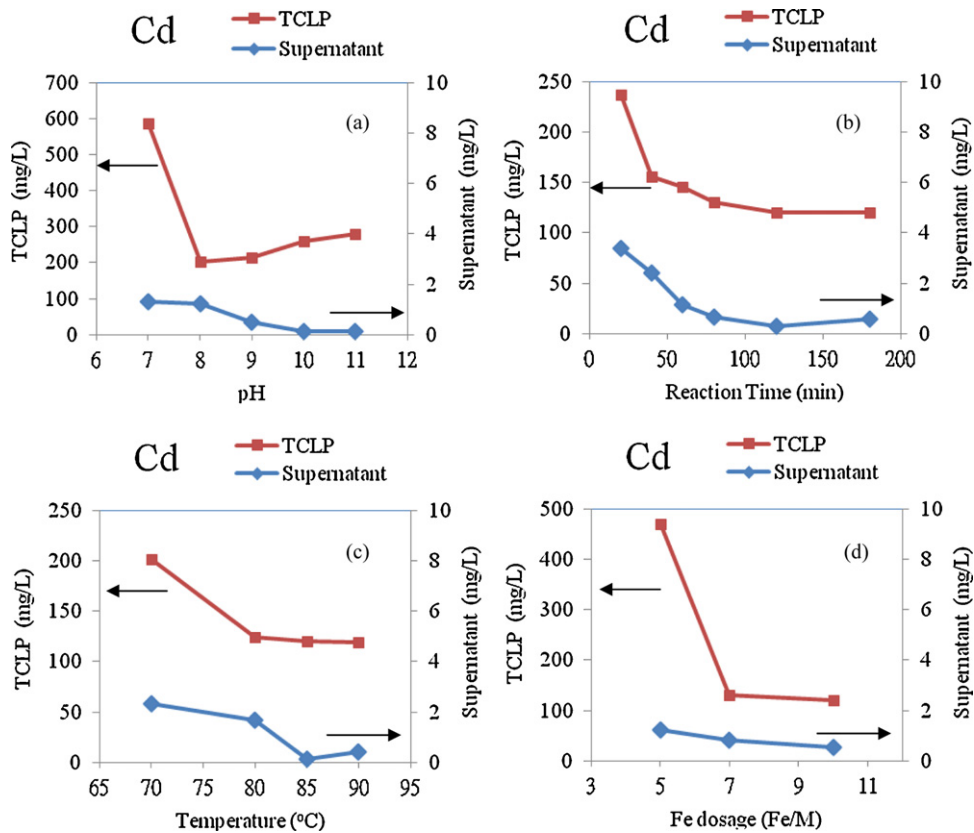 Cd
TCLP
Supernatant
700
600
500
400
300
200
100
0
TCLP (mg/L)
10
8
6
4
2
0
Supernatant (mg/L)
(a)
6 7 8 9 10 11 12
pH
Cd
TCLP
Supernatant
250
200
150
100
50
0
TCLP (mg/L)
10
8
6
4
2
0
Supernatant (mg/L)
(b)
0 50 100 150 200
Reaction Time (min)
Cd
TCLP
Supernatant
250
200
150
100
50
0
TCLP (mg/L)
10
8
6
4
2
0
Supernatant (mg/L)
(c)
65 70 75 80 85 90 95
Temperature (°C)
Cd
TCLP
Supernatant
500
400
300
200
100
0
TCLP (mg/L)
10
8
6
4
2
0
Supernatant (mg/L)
(d)
3 5 7 9 11
Fe dosage (Fe/M)